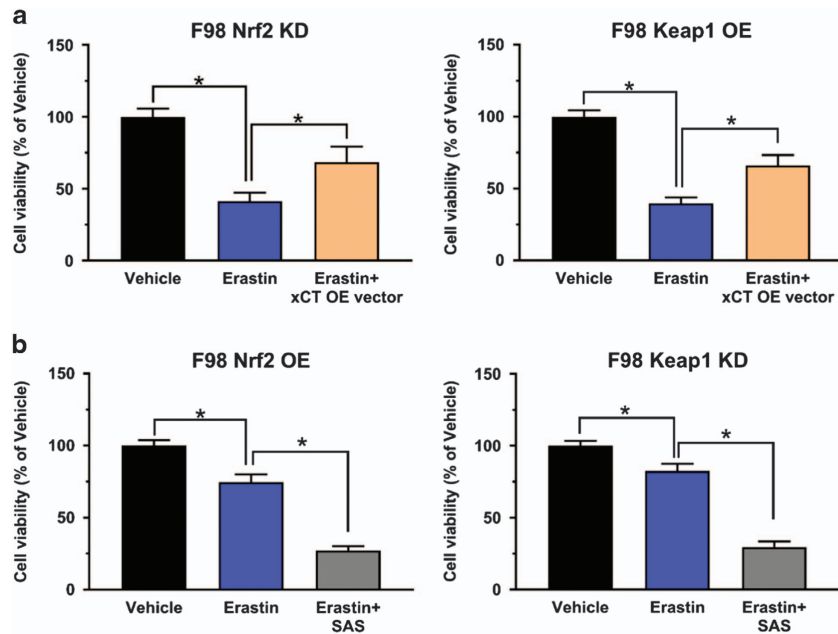 a
F98 Nrf2 KD
Cell viability (% of Vehicle)
150
100
50
0
*
*
Vehicle
Erastin
Erastin+
xCT OE vector
F98 Keap1 OE
Cell viability (% of Vehicle)
150
100
50
0
*
*
Vehicle
Erastin
Erastin+
xCT OE vector
b
F98 Nrf2 OE
Cell viability (% of Vehicle)
150
100
50
0
*
*
Vehicle
Erastin
Erastin+
SAS
F98 Keap1 KD
Cell viability (% of Vehicle)
150
100
50
0
*
*
Vehicle
Erastin
Erastin+
SAS